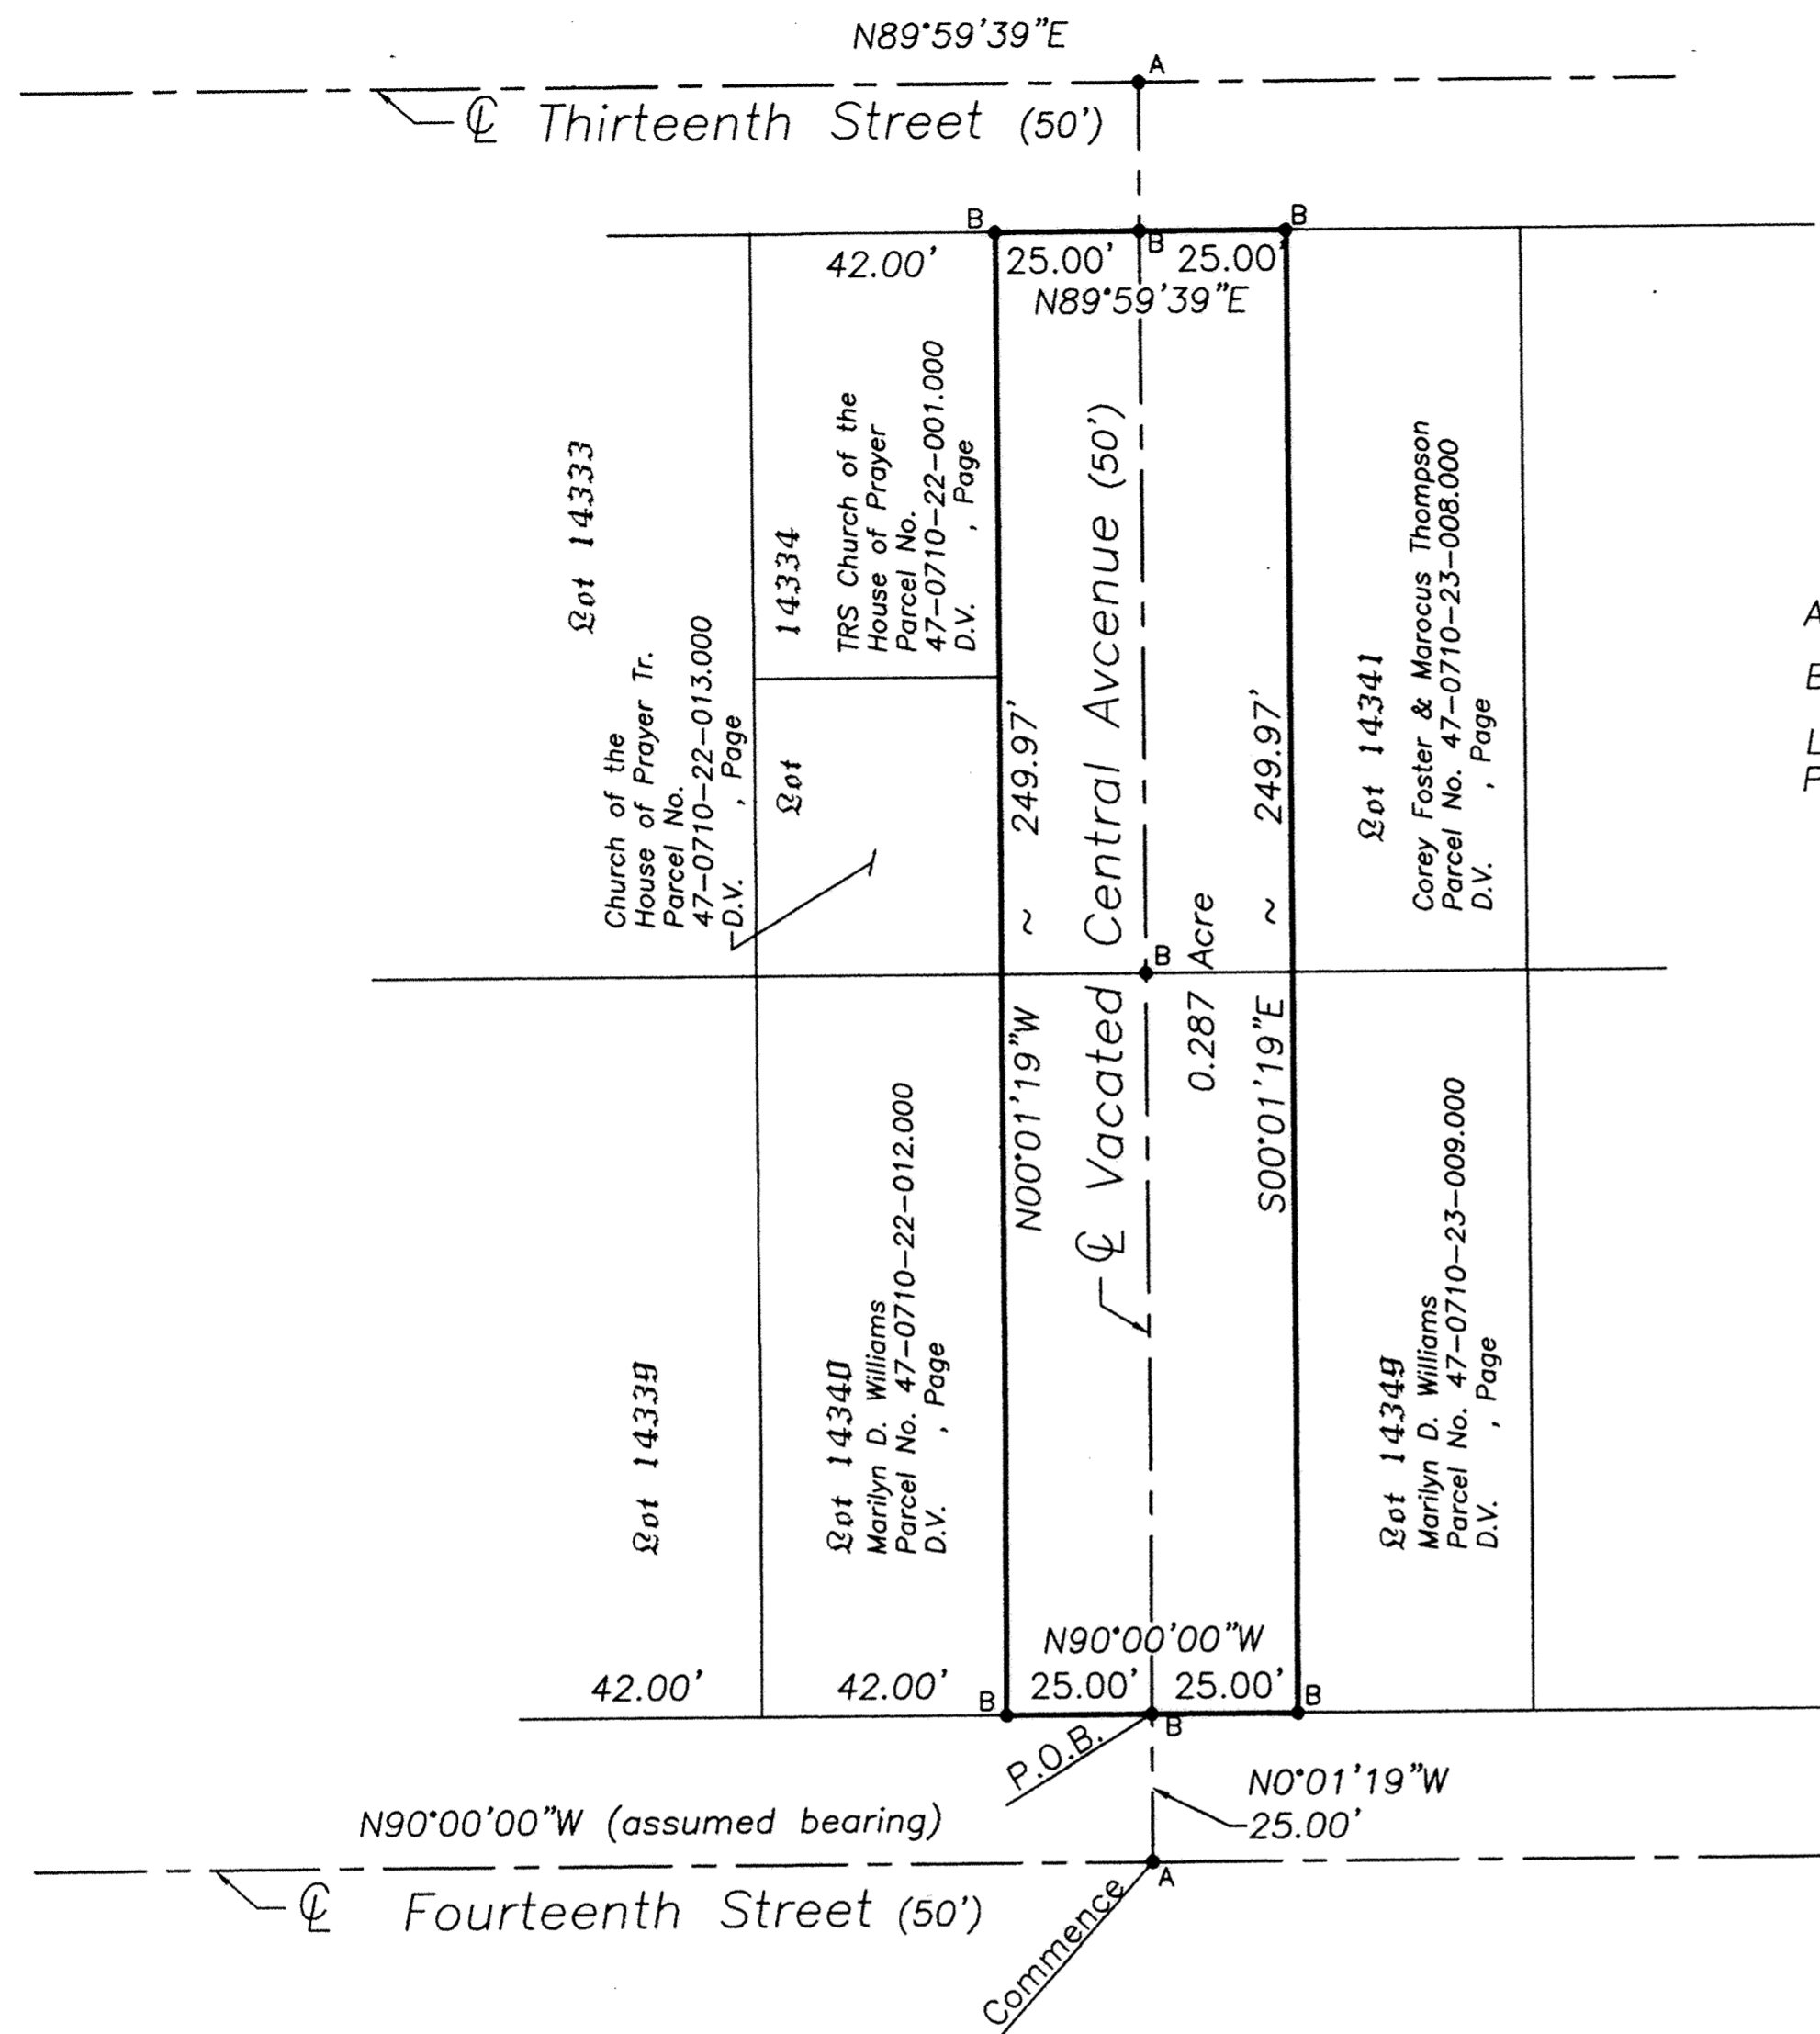 N89°59'39"E
A
℄ Thirteenth Street (50')
B
B
42.00'
25.00'
B
25.00'
N89°59'39"E
Lot 14333
Church of the
House of Prayer Tr.
Parcel No.
47-0710-22-013.000
D.V. , Page
Lot 14334
TRS Church of the
House of Prayer
Parcel No.
47-0710-22-001.000
D.V. , Page
N00°01'19"W ~ 249.97'
℄ Vacated Central Avcenue (50')
B
0.287 Acre
S00°01'19"E ~ 249.97'
Lot 14341
Corey Foster & Marocus Thompson
Parcel No. 47-0710-23-008.000
D.V. , Page
A
B
Lot 14339
Lot 14340
Marilyn D. Williams
Parcel No. 47-0710-22-012.000
D.V. , Page
Lot 14349
Marilyn D. Williams
Parcel No. 47-0710-23-009.000
D.V. , Page
N90°00'00"W
42.00'
42.00'
25.00'
25.00'
B
B
B
P.O.B.
N0°01'19"W
25.00'
N90°00'00"W (assumed bearing)
A
℄ Fourteenth Street (50')
Commence